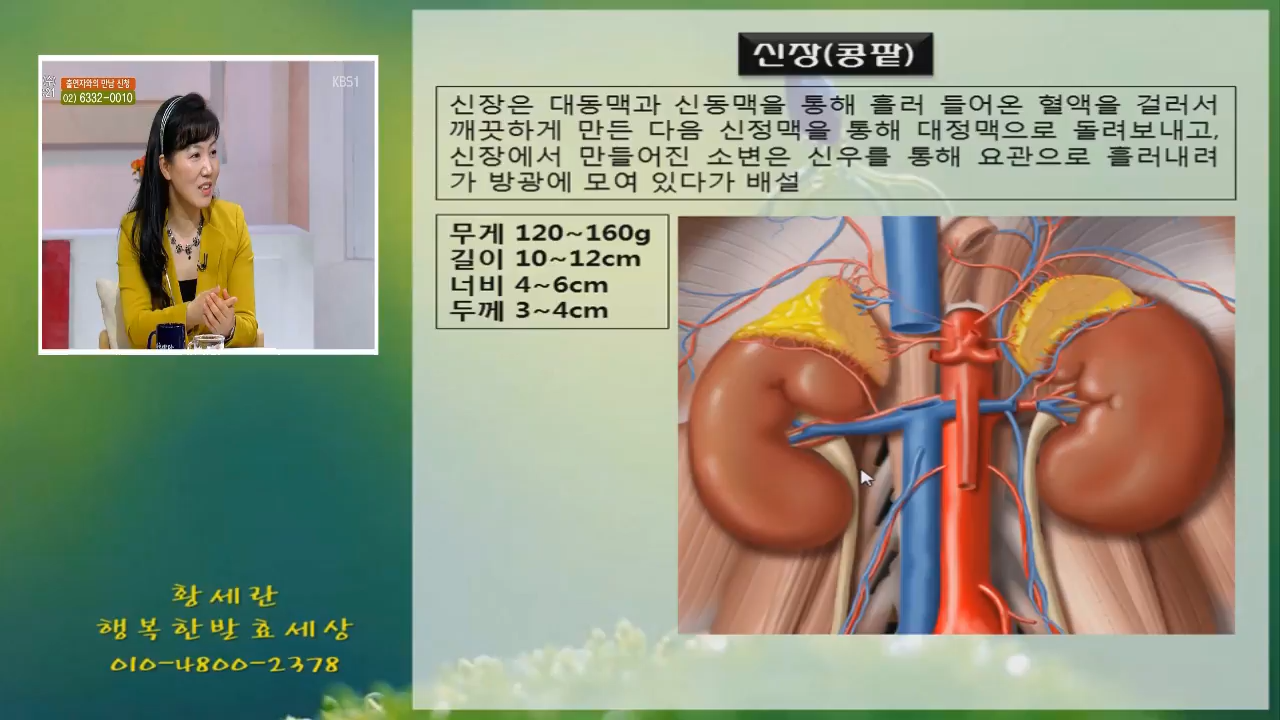 신장(콩팥)
신장은 대동맥과 신동맥을 통해 흘러 들어온 혈액을 걸러서
깨끗하게 만든 다음 신정맥을 통해 대정맥으로 돌려보내고,
신장에서 만들어진 소변은 신우를 통해 요관으로 흘러내려
가 방광에 모여 있다가 배설
무게 120~160g
길이 10~12cm
너비 4~6cm
두께 3~4cm
출연자와의 만남 신청
02) 6332-0010
KBS1
황세란
행복한발효세상
010-4800-2378